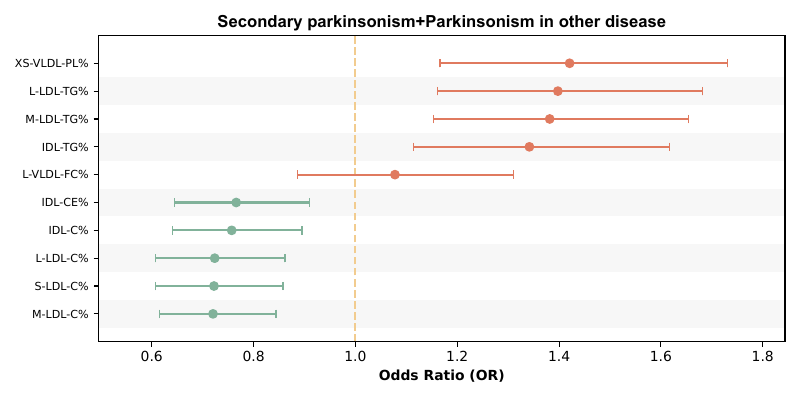 Secondary parkinsonism+Parkinsonism in other disease
XS-VLDL-PL%
L-LDL-TG%
M-LDL-TG%
IDL-TG%
L-VLDL-FC%
IDL-CE%
IDL-C%
L-LDL-C%
S-LDL-C%
M-LDL-C%
0.6 0.8 1.0 1.2 1.4 1.6 1.8
Odds Ratio (OR)